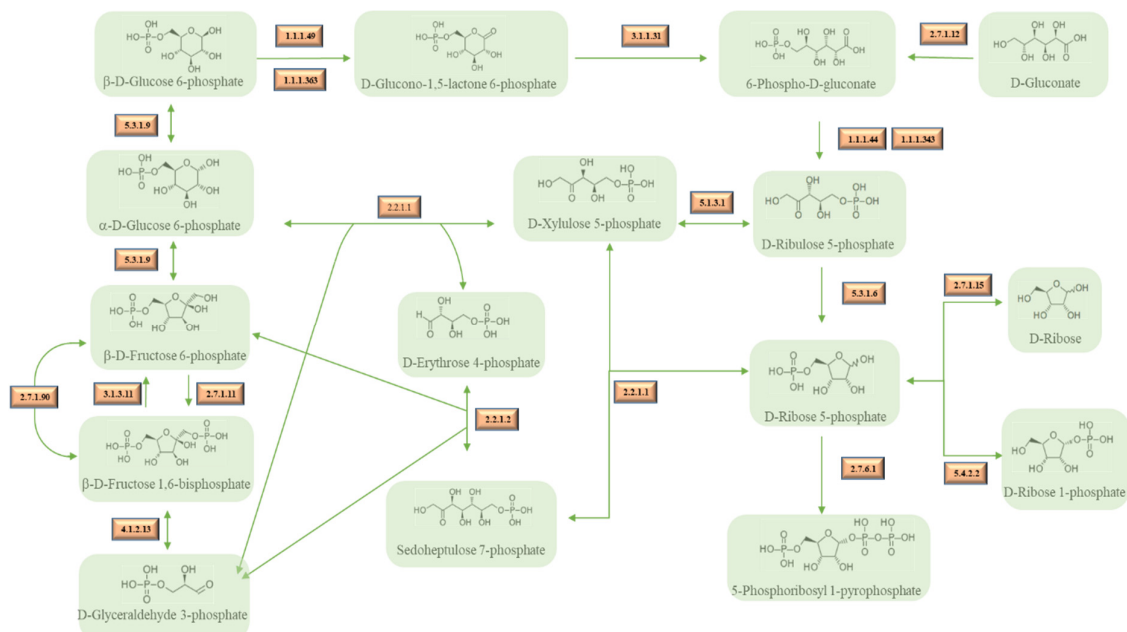 β-D-Glucose 6-phosphate
1.1.1.49
1.1.1.363
D-Glucono-1,5-lactone 6-phosphate
3.1.1.31
6-Phospho-D-gluconate
2.7.1.12
D-Gluconate
5.3.1.9
1.1.1.44
1.1.1.343
α-D-Glucose 6-phosphate
2.2.1.1
D-Xylulose 5-phosphate
5.1.3.1
D-Ribulose 5-phosphate
5.3.1.9
5.3.1.6
2.7.1.15
D-Ribose
β-D-Fructose 6-phosphate
D-Erythrose 4-phosphate
2.7.1.90
3.1.3.11
2.7.1.11
2.2.1.2
2.2.1.1
D-Ribose 5-phosphate
β-D-Fructose 1,6-bisphosphate
2.7.6.1
5.4.2.2
D-Ribose 1-phosphate
4.1.2.13
Sedoheptulose 7-phosphate
D-Glyceraldehyde 3-phosphate
5-Phosphoribosyl 1-pyrophosphate